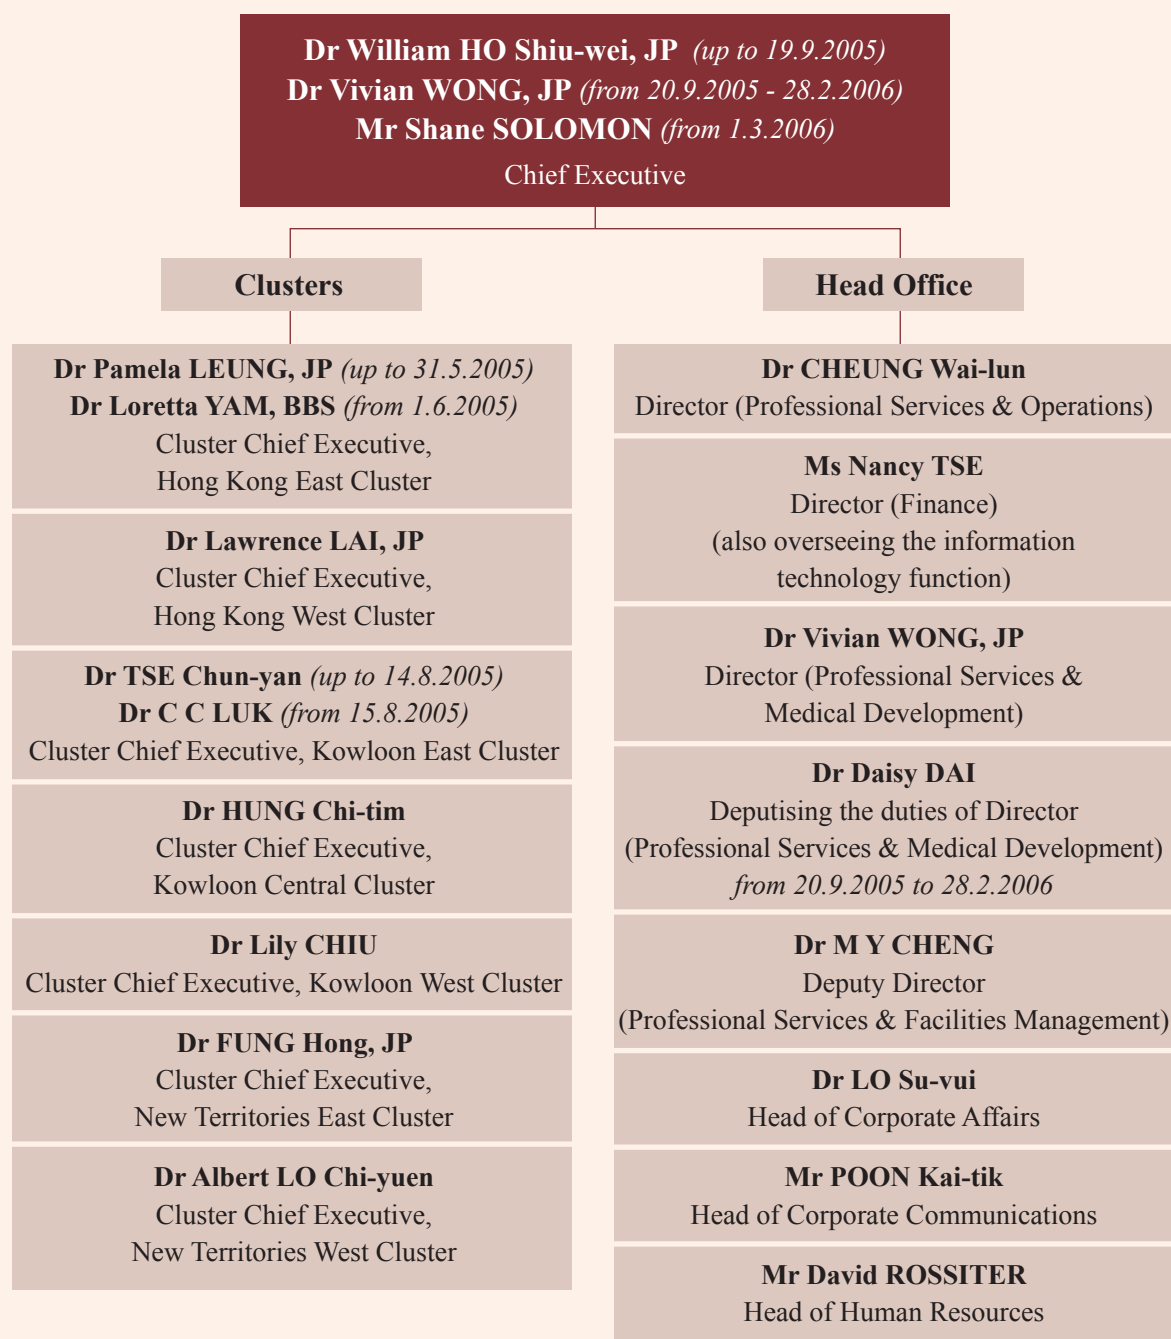 Dr William HO Shiu-wei, JP (up to 19.9.2005)
Dr Vivian WONG, JP (from 20.9.2005 - 28.2.2006)
Mr Shane SOLOMON (from 1.3.2006)
Chief Executive
Clusters
Dr Pamela LEUNG, JP (up to 31.5.2005)
Dr Loretta YAM, BBS (from 1.6.2005)
Cluster Chief Executive,
Hong Kong East Cluster
Dr Lawrence LAI, JP
Cluster Chief Executive,
Hong Kong West Cluster
Dr TSE Chun-yan (up to 14.8.2005)
Dr C C LUK (from 15.8.2005)
Cluster Chief Executive, Kowloon East Cluster
Dr HUNG Chi-tim
Cluster Chief Executive,
Kowloon Central Cluster
Dr Lily CHIU
Cluster Chief Executive, Kowloon West Cluster
Dr FUNG Hong, JP
Cluster Chief Executive,
New Territories East Cluster
Dr Albert LO Chi-yuen
Cluster Chief Executive,
New Territories West Cluster
Head Office
Dr CHEUNG Wai-lun
Director (Professional Services & Operations)
Ms Nancy TSE
Director (Finance)
(also overseeing the information
technology function)
Dr Vivian WONG, JP
Director (Professional Services &
Medical Development)
Dr Daisy DAI
Deputising the duties of Director
(Professional Services & Medical Development)
from 20.9.2005 to 28.2.2006
Dr M Y CHENG
Deputy Director
(Professional Services & Facilities Management)
Dr LO Su-vui
Head of Corporate Affairs
Mr POON Kai-tik
Head of Corporate Communications
Mr David ROSSITER
Head of Human Resources